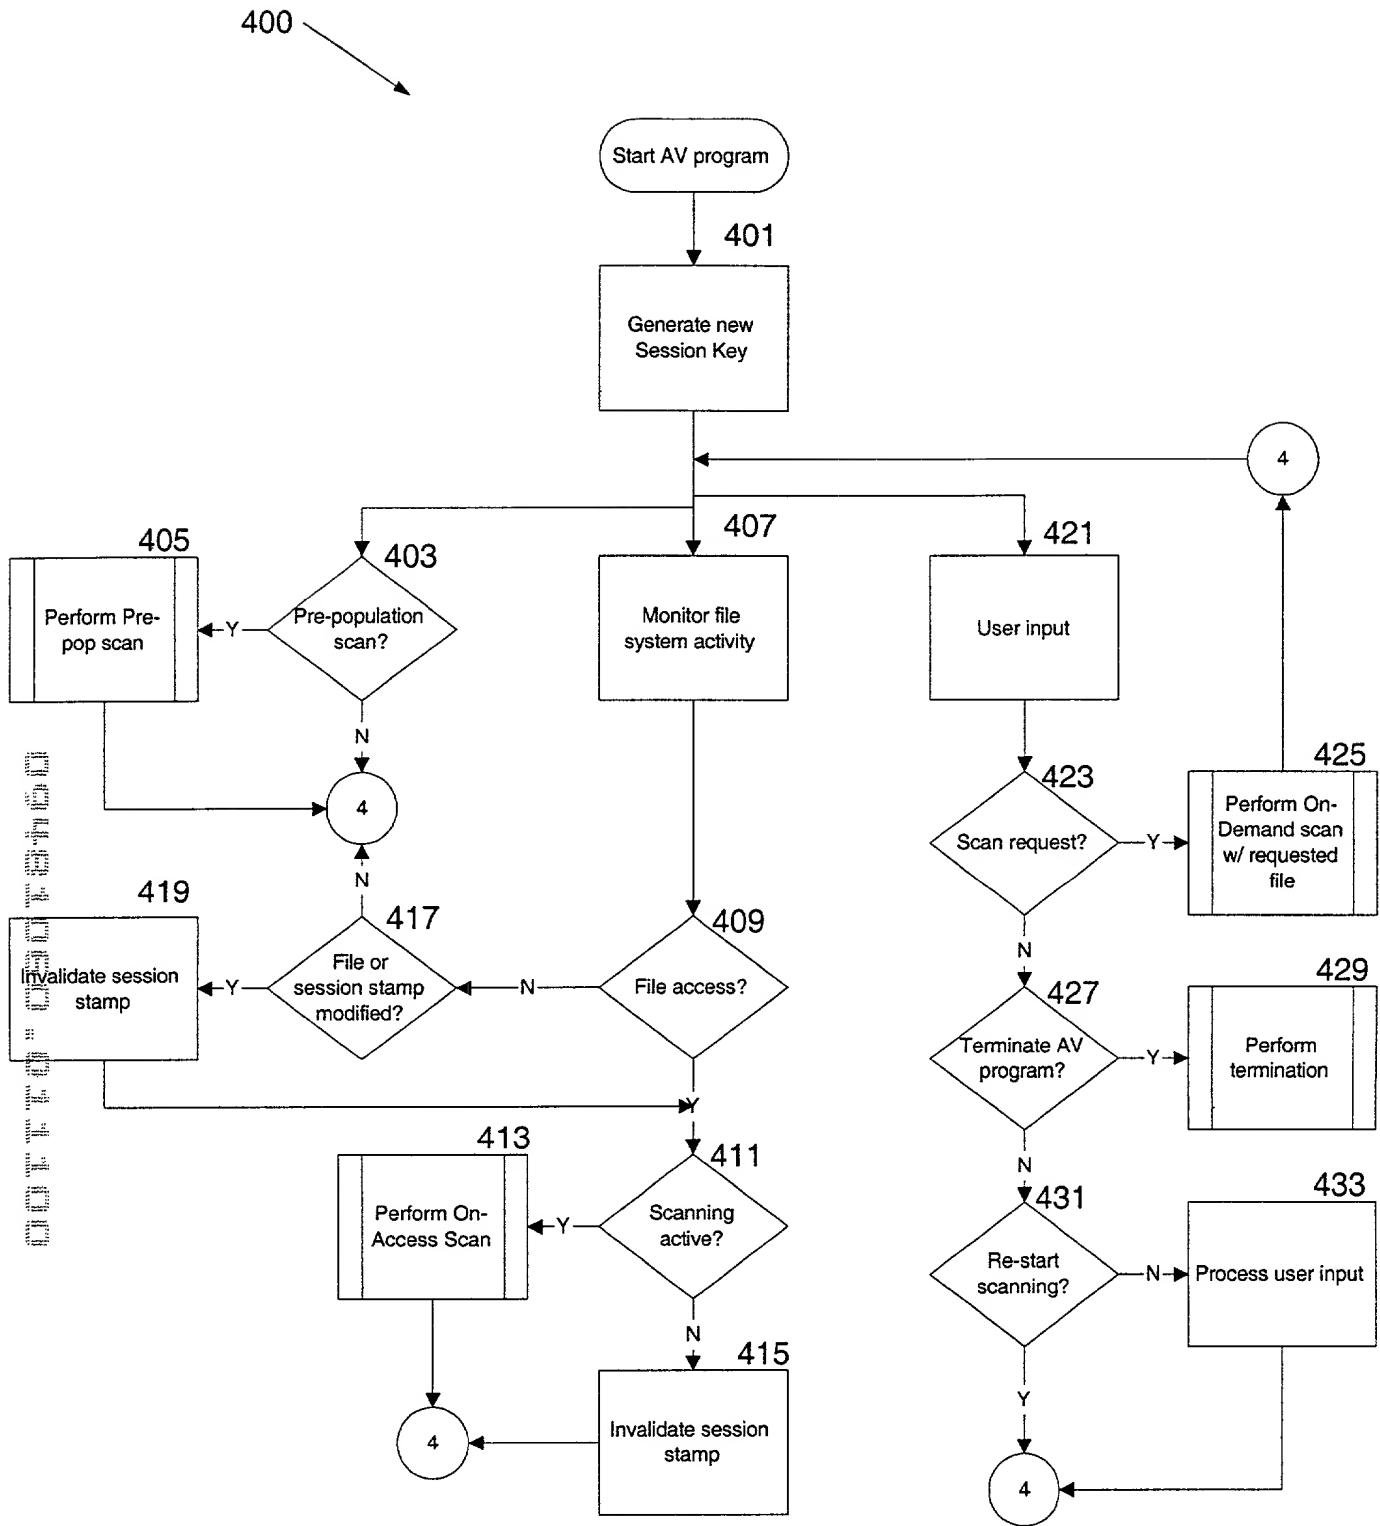 400
Start AV program
401
Generate new
Session Key
4
405
403
407
421
Perform Pre-
pop scan
Y
Pre-population
scan?
Monitor file
system activity
User input
N
4
423
425
Scan request?
Y
Perform On-
Demand scan
w/ requested
file
N
419
417
409
Invalidate session
stamp
Y
File or
session stamp
modified?
N
N
File access?
Y
427
429
Terminate AV
program?
Y
Perform
termination
N
413
411
Perform On-
Access Scan
Y
Scanning
active?
N
431
433
Re-start
scanning?
N
Process user input
Y
415
Invalidate session
stamp
4
4